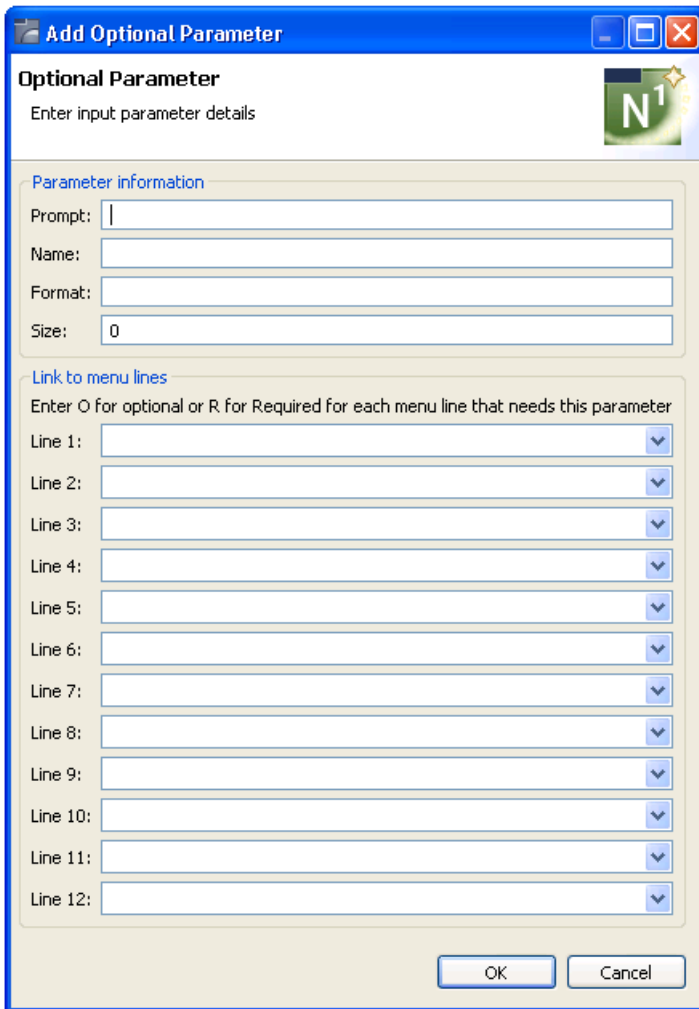 Add Optional Parameter
Optional Parameter
Enter input parameter details
N1
Parameter information
Prompt:
Name:
Format:
Size: 0
Link to menu lines
Enter O for optional or R for Required for each menu line that needs this parameter
Line 1:
Line 2:
Line 3:
Line 4:
Line 5:
Line 6:
Line 7:
Line 8:
Line 9:
Line 10:
Line 11:
Line 12:
OK Cancel